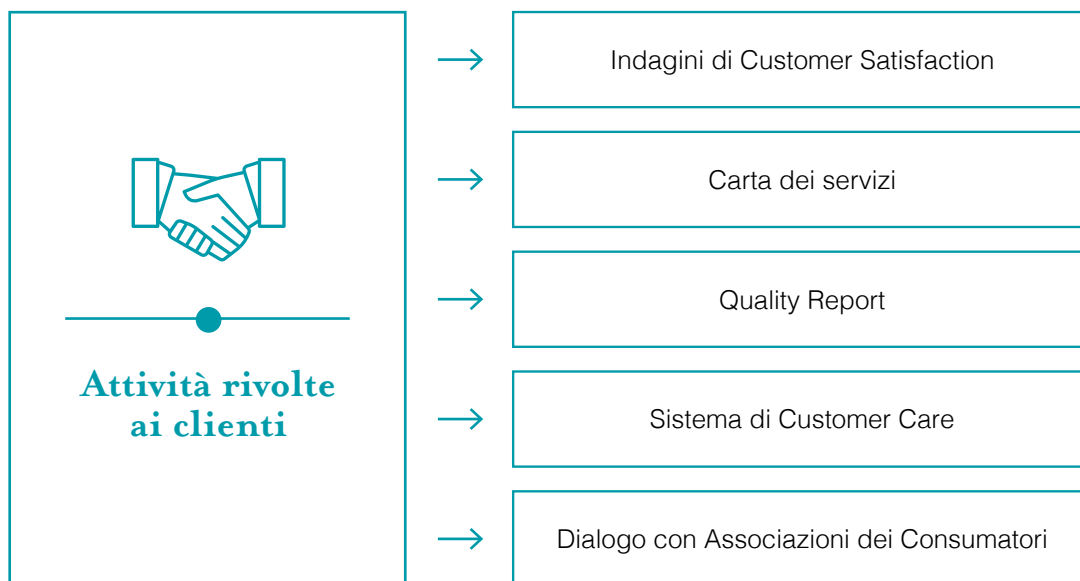 Attività rivolte
ai clienti
Indagini di Customer Satisfaction
Carta dei servizi
Quality Report
Sistema di Customer Care
Dialogo con Associazioni dei Consumatori